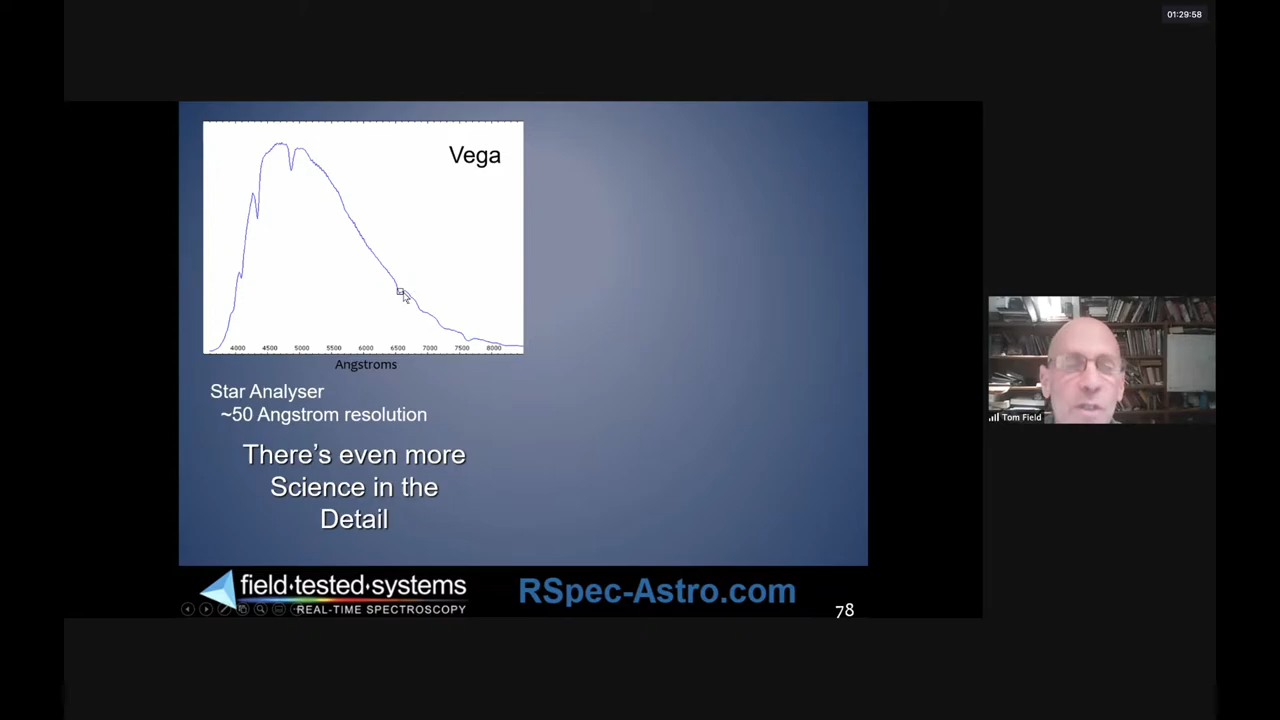 01:29:58
Vega
4000 4500 5000 5500 6000 6500 7000 7500 8000
Angstroms
Star Analyser
~50 Angstrom resolution
There's even more
Science in the
Detail
Tom Field
field·tested·systems
REAL-TIME SPECTROSCOPY
RSpec-Astro.com
78